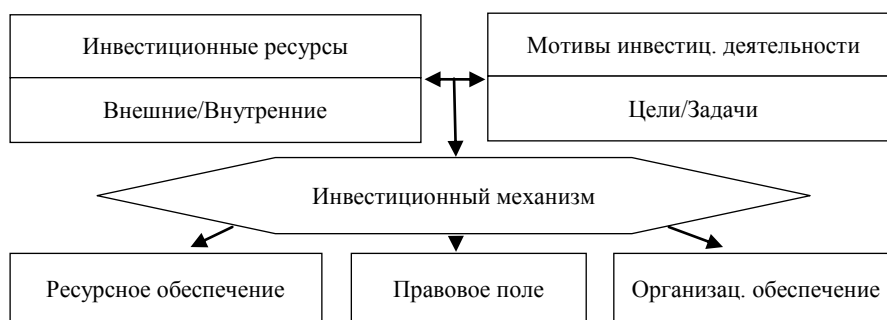 Инвестиционные ресурсы
Мотивы инвестиц. деятельности
Внешние/Внутренние
Цели/Задачи
Инвестиционный механизм
Ресурсное обеспечение
Правовое поле
Организац. обеспечение